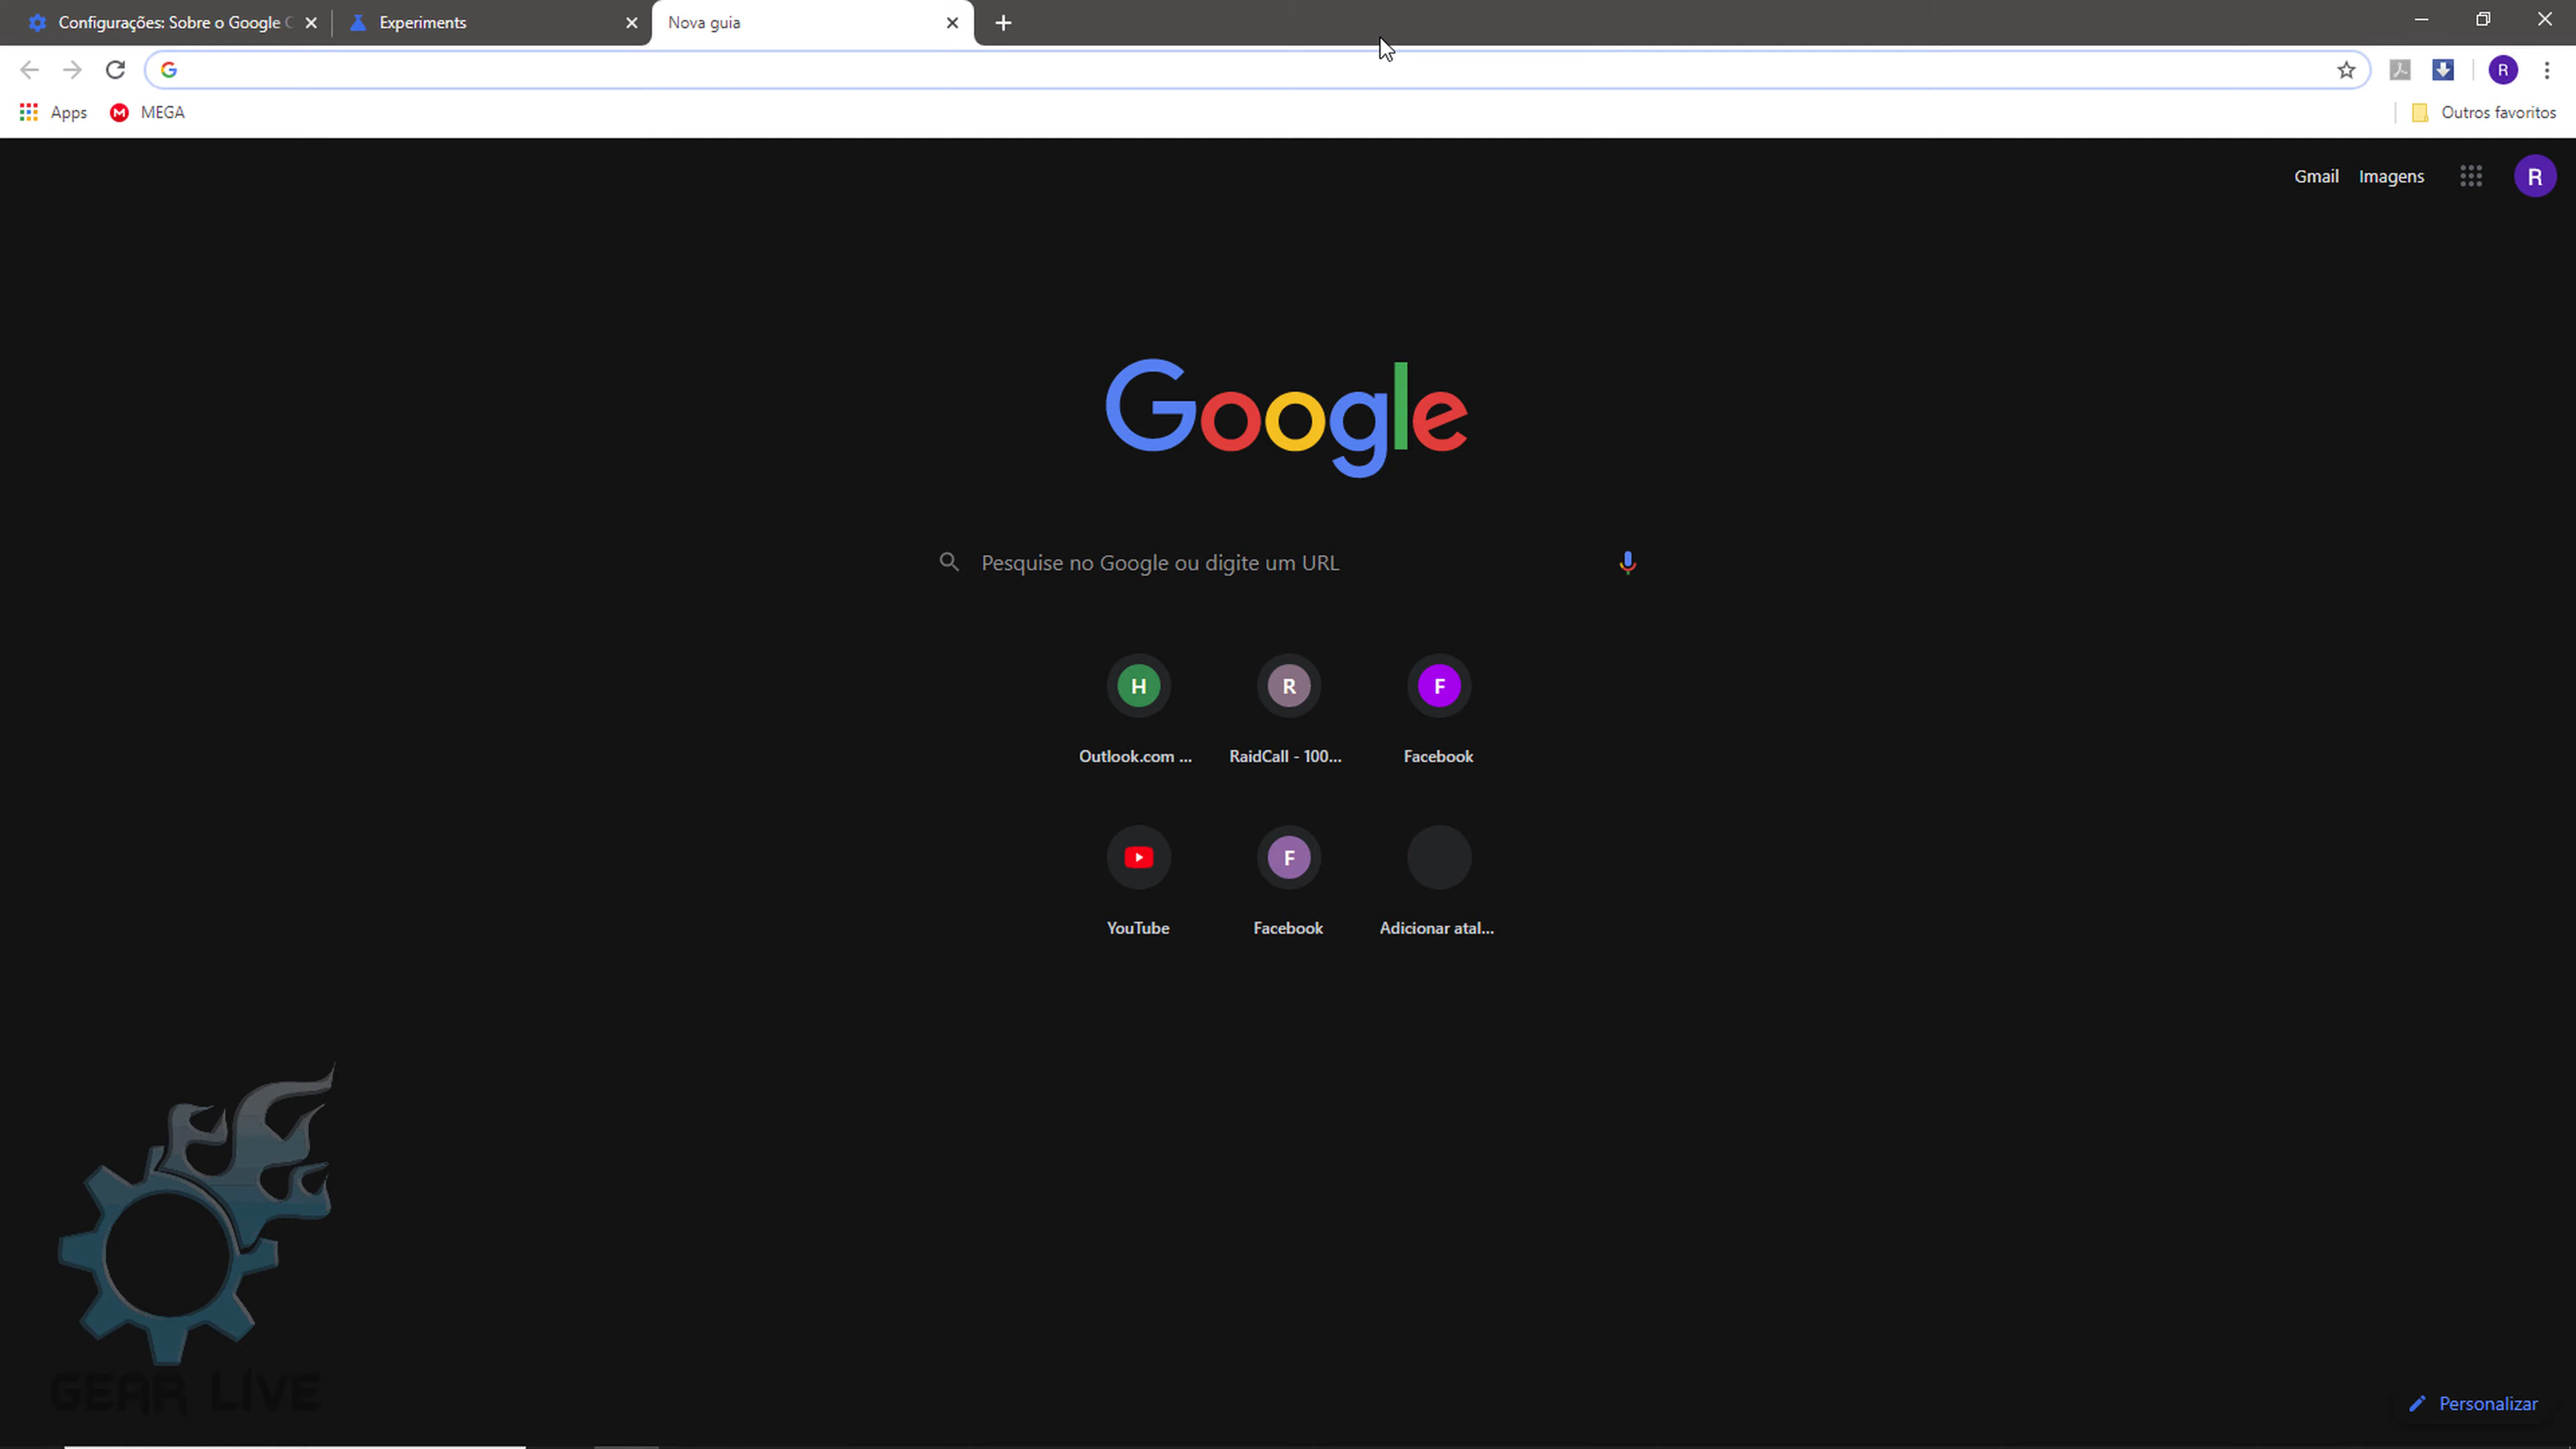 Configurações: Sobre o Google C
Experiments
Nova guia
Apps
MEGA
Outros favoritos
Gmail
Imagens
R
R
Google
Pesquise no Google ou digite um URL
H
R
F
Outlook.com ...
RaidCall - 100...
Facebook
F
YouTube
Facebook
Adicionar atal...
GEAR LIVE
Personalizar